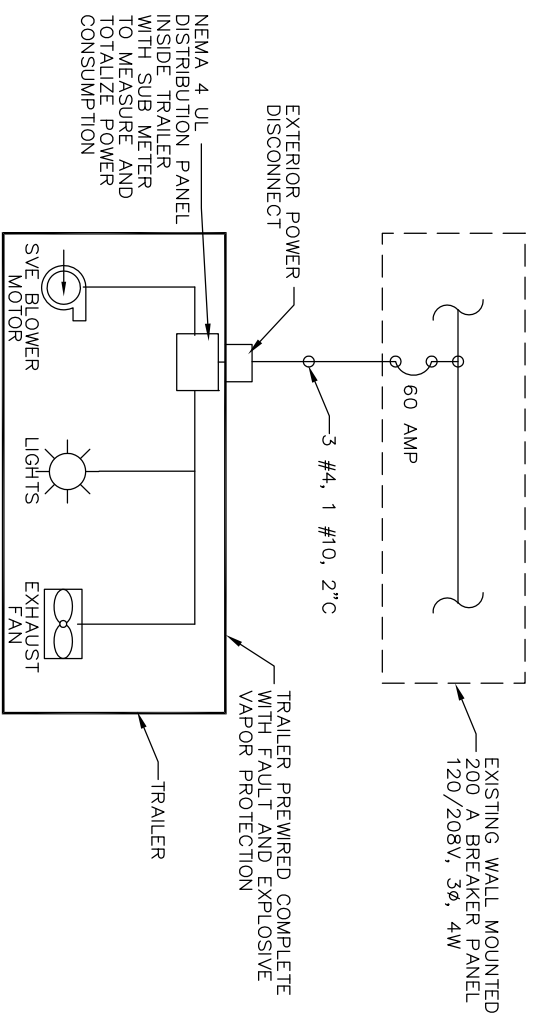 EXISTING WALL MOUNTED
200 A BREAKER PANEL
120/208V, 3Ø, 4W
60 AMP
3 #4, 1 #10, 2"C
EXTERIOR POWER
DISCONNECT
NEMA 4 UL
DISTRIBUTION PANEL
INSIDE TRAILER
WITH SUB METER
TO MEASURE AND
TOTALIZE POWER
CONSUMPTION
TRAILER PREWIRED COMPLETE
WITH FAULT AND EXPLOSIVE
VAPOR PROTECTION
TRAILER
SVE BLOWER
MOTOR
LIGHTS
EXHAUST
FAN